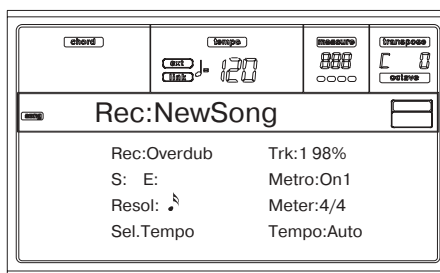 chord tempo measure transpose
ext link = 120 888 C 0
octave
song Rec:NewSong
Rec:Overdub Trk:1 98%
S: E: Metro:On1
Resol: Meter:4/4
Sel.Tempo Tempo:Auto